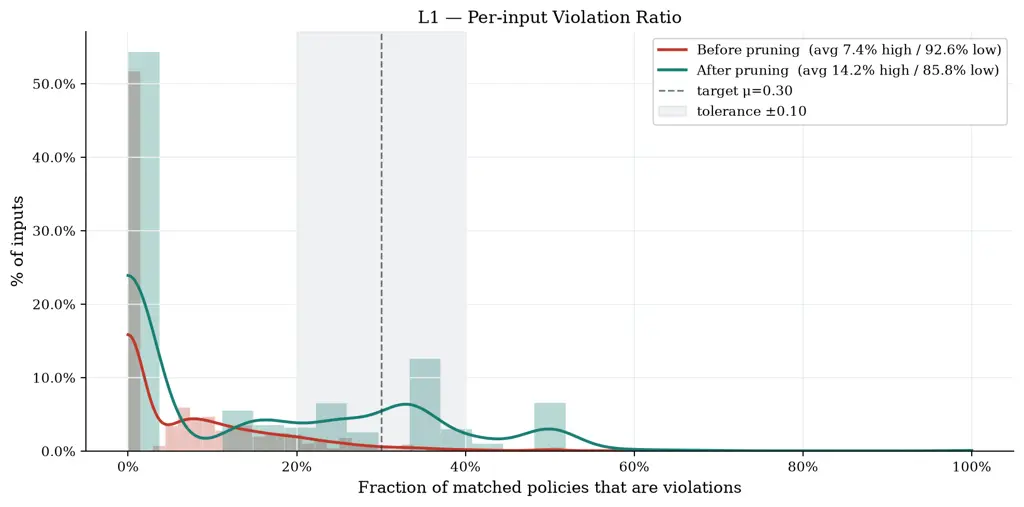 L1 — Per-input Violation Ratio
Before pruning  (avg 7.4% high / 92.6% low)
After pruning  (avg 14.2% high / 85.8% low)
target μ=0.30
tolerance ±0.10
% of inputs
50.0%
40.0%
30.0%
20.0%
10.0%
0.0%
0% 20% 40% 60% 80% 100%
Fraction of matched policies that are violations